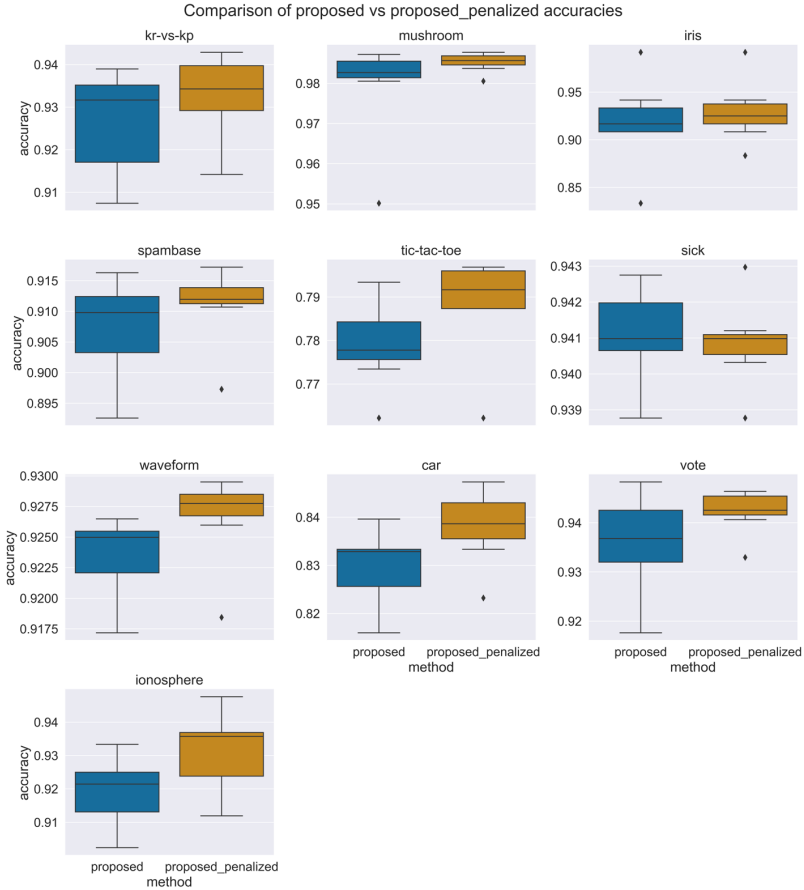 Comparison of proposed vs proposed_penalized accuracies
kr-vs-kp
mushroom
iris
0.94
0.93
0.92
0.91
accuracy
0.98
0.97
0.96
0.95
0.95
0.90
0.85
spambase
tic-tac-toe
sick
0.915
0.910
0.905
0.900
0.895
accuracy
0.79
0.78
0.77
0.943
0.942
0.941
0.940
0.939
waveform
car
vote
0.9300
0.9275
0.9250
0.9225
0.9200
0.9175
accuracy
0.84
0.83
0.82
0.94
0.93
0.92
proposed proposed_penalized
method
proposed proposed_penalized
method
ionosphere
0.94
0.93
0.92
0.91
accuracy
proposed proposed_penalized
method